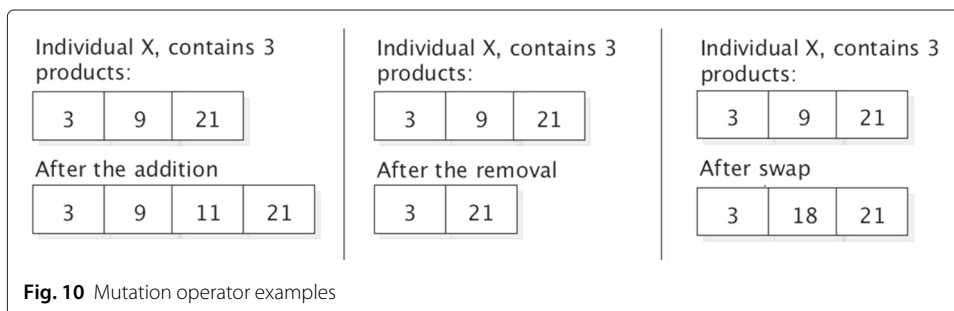 Individual X, contains 3
products:
3 9 21
After the addition
3 9 11 21
Individual X, contains 3
products:
3 9 21
After the removal
3 21
Individual X, contains 3
products:
3 9 21
After swap
3 18 21
Fig. 10 Mutation operator examples